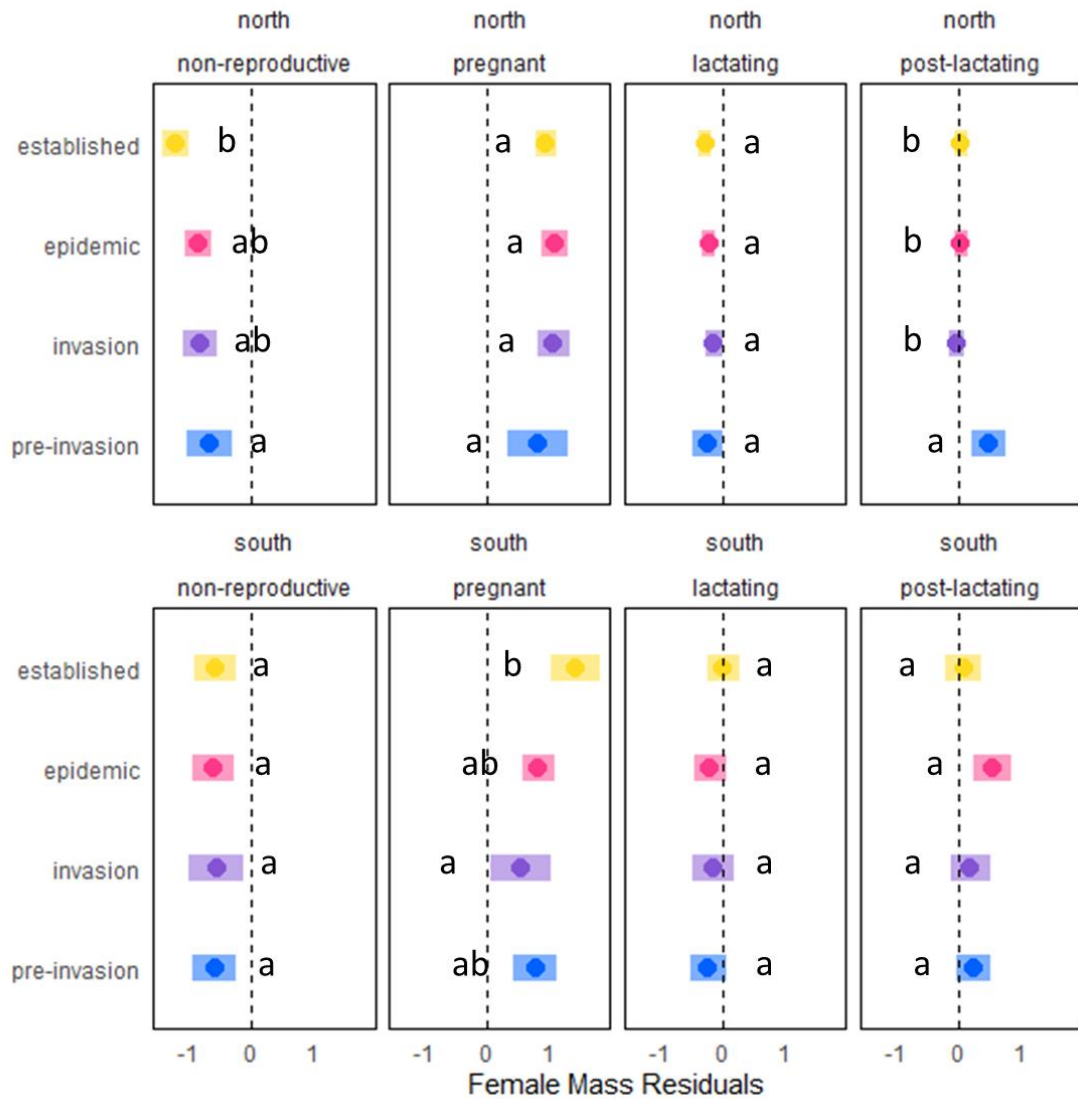 north north north north
non-reproductive pregnant lactating post-lactating
established b a a b
epidemic ab a a b
invasion ab a a b
pre-invasion a a a a
south south south south
non-reproductive pregnant lactating post-lactating
established a b a a
epidemic a ab a a
invasion a a a a
pre-invasion a ab a a
-1 0 1 -1 0 1 -1 0 1 -1 0 1
Female Mass Residuals